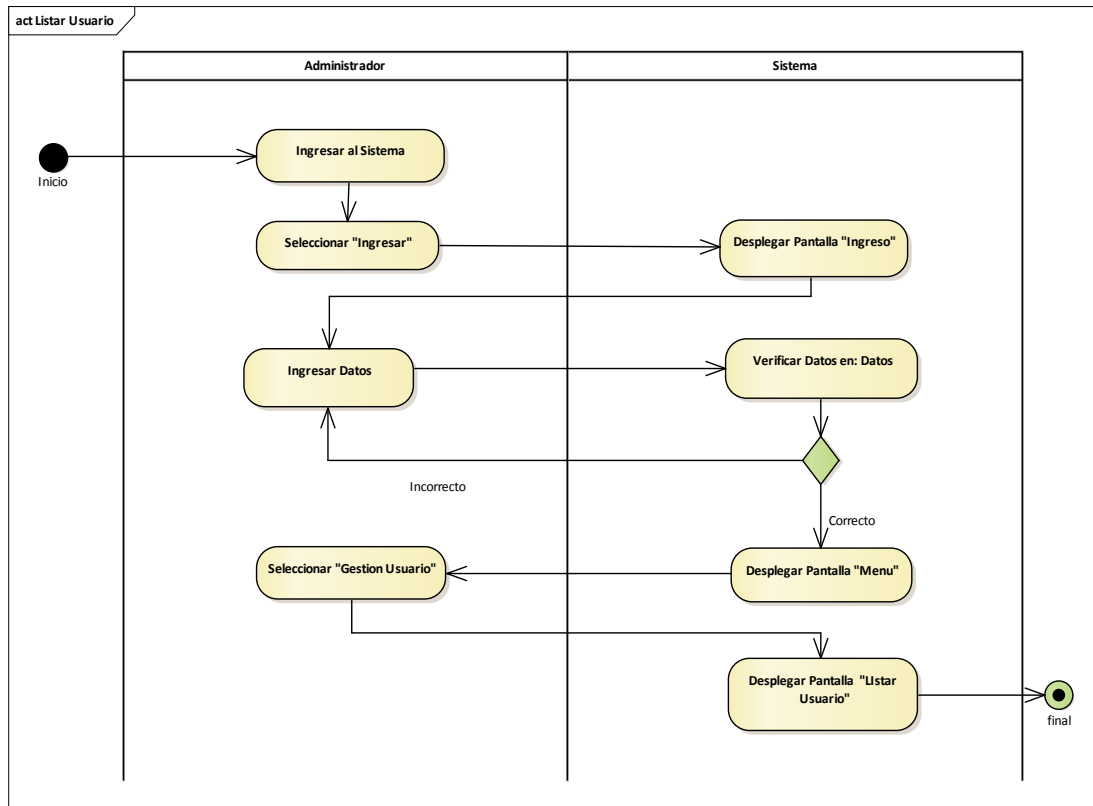 act Listar Usuario
Administrador
Sistema
Ingresar al Sistema
Inicio
Seleccionar "Ingresar"
Desplegar Pantalla "Ingreso"
Ingresar Datos
Verificar Datos en: Datos
Incorrecto
Correcto
Seleccionar "Gestion Usuario"
Desplegar Pantalla "Menu"
Desplegar Pantalla "LIstar
Usuario"
final